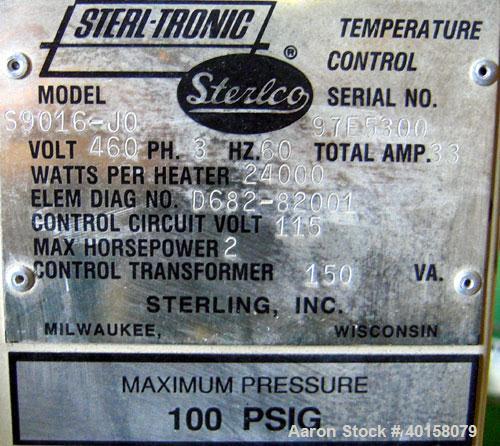 STERL-TRONIC
TEMPERATURE
CONTROL
Sterlco ®
MODEL SERIAL NO.
S9016-J0 97E5300
VOLT 460 PH. 3 HZ. 60 TOTAL AMP. 33
WATTS PER HEATER 24000
ELEM DIAG NO. D682-82001
CONTROL CIRCUIT VOLT 115
MAX HORSEPOWER 2
CONTROL TRANSFORMER 150 VA.
STERLING, INC.
MILWAUKEE, WISCONSIN
MAXIMUM PRESSURE
100 PSIG
Aaron Stock #40158079